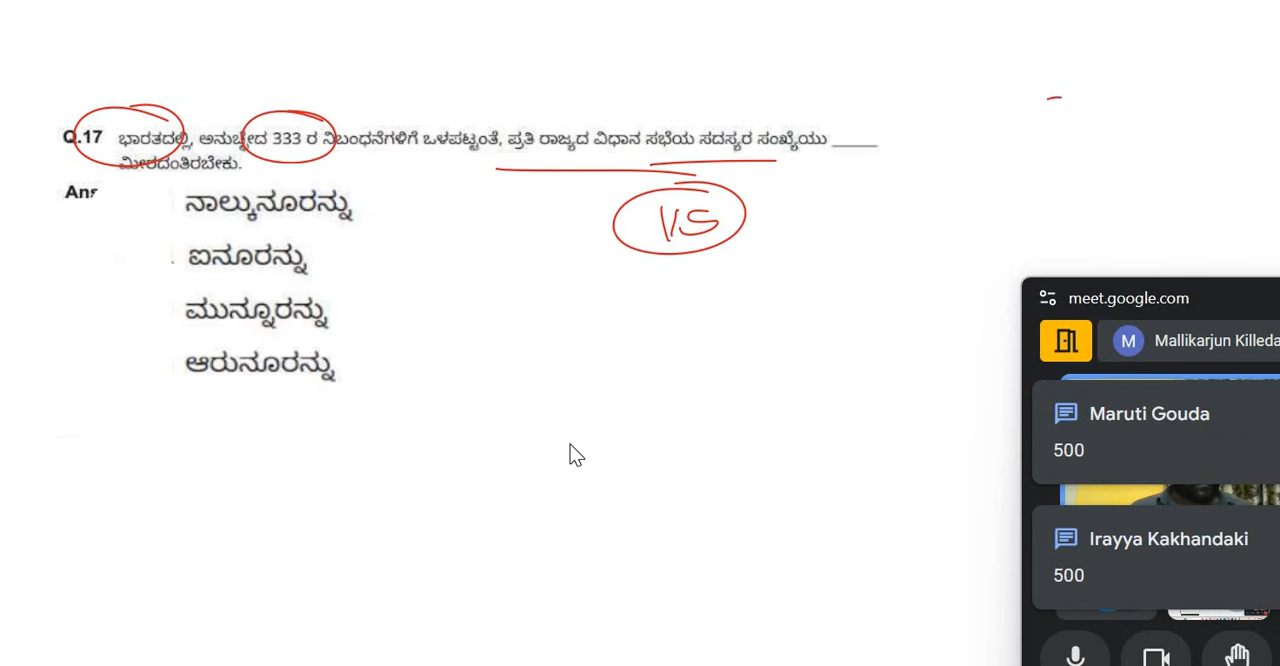 Q.17 ಭಾರತದಲ್ಲಿ, ಅನುಚ್ಛೇದ 333 ರ ನಿಬಂಧನೆಗಳಿಗೆ ಒಳಪಟ್ಟಂತೆ, ಪ್ರತಿ ರಾಜ್ಯದ ವಿಧಾನ ಸಭೆಯ ಸದಸ್ಯರ ಸಂಖ್ಯೆಯು _____
ಮೀರದಂತಿರಬೇಕು.
Ans
ನಾಲ್ಕುನೂರನ್ನು
ಐನೂರನ್ನು
ಮುನ್ನೂರನ್ನು
ಆರುನೂರನ್ನು
meet.google.com
M Mallikarjun Killeda
Maruti Gouda
500
Irayya Kakhandaki
500